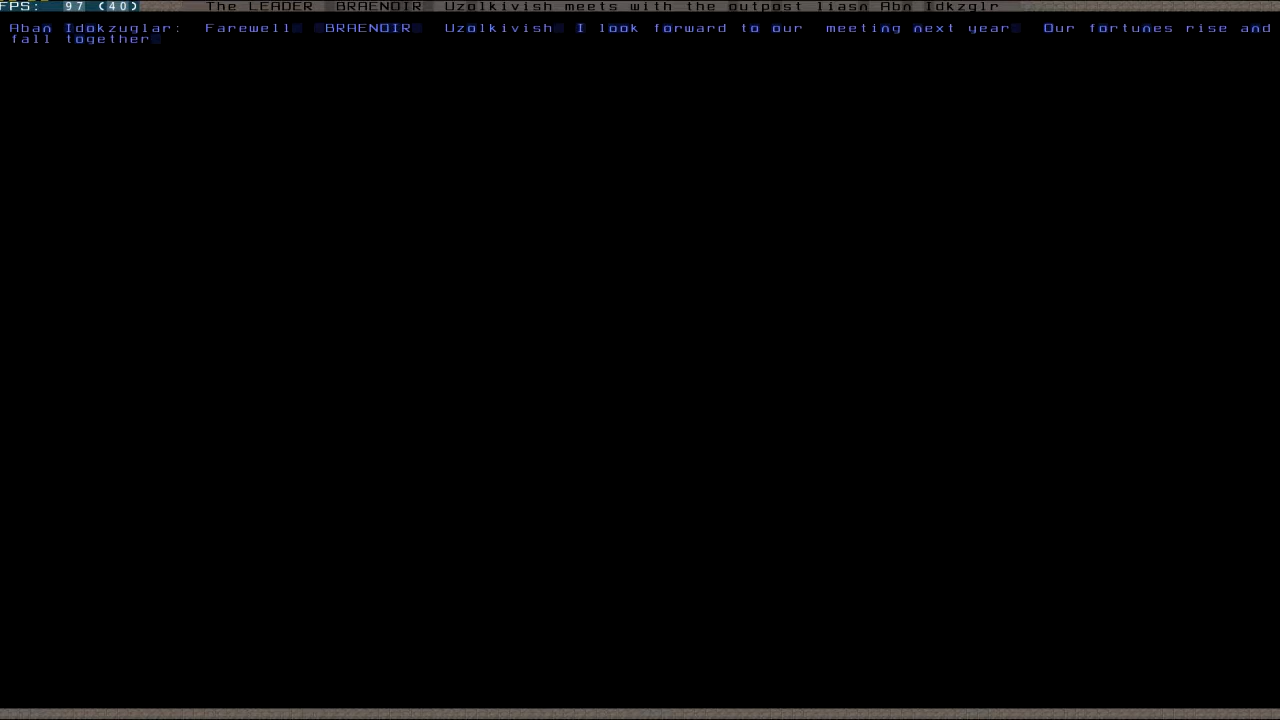 FPS: 97 (40) The LEADER BRAENOIR Uzolkivish meets with the outpost liasn Abn Idkzglr
Aban Idokzuglar: Farewell BRAENOIR Uzolkivish I look forward to our meeting next year Our fortunes rise and
fall together